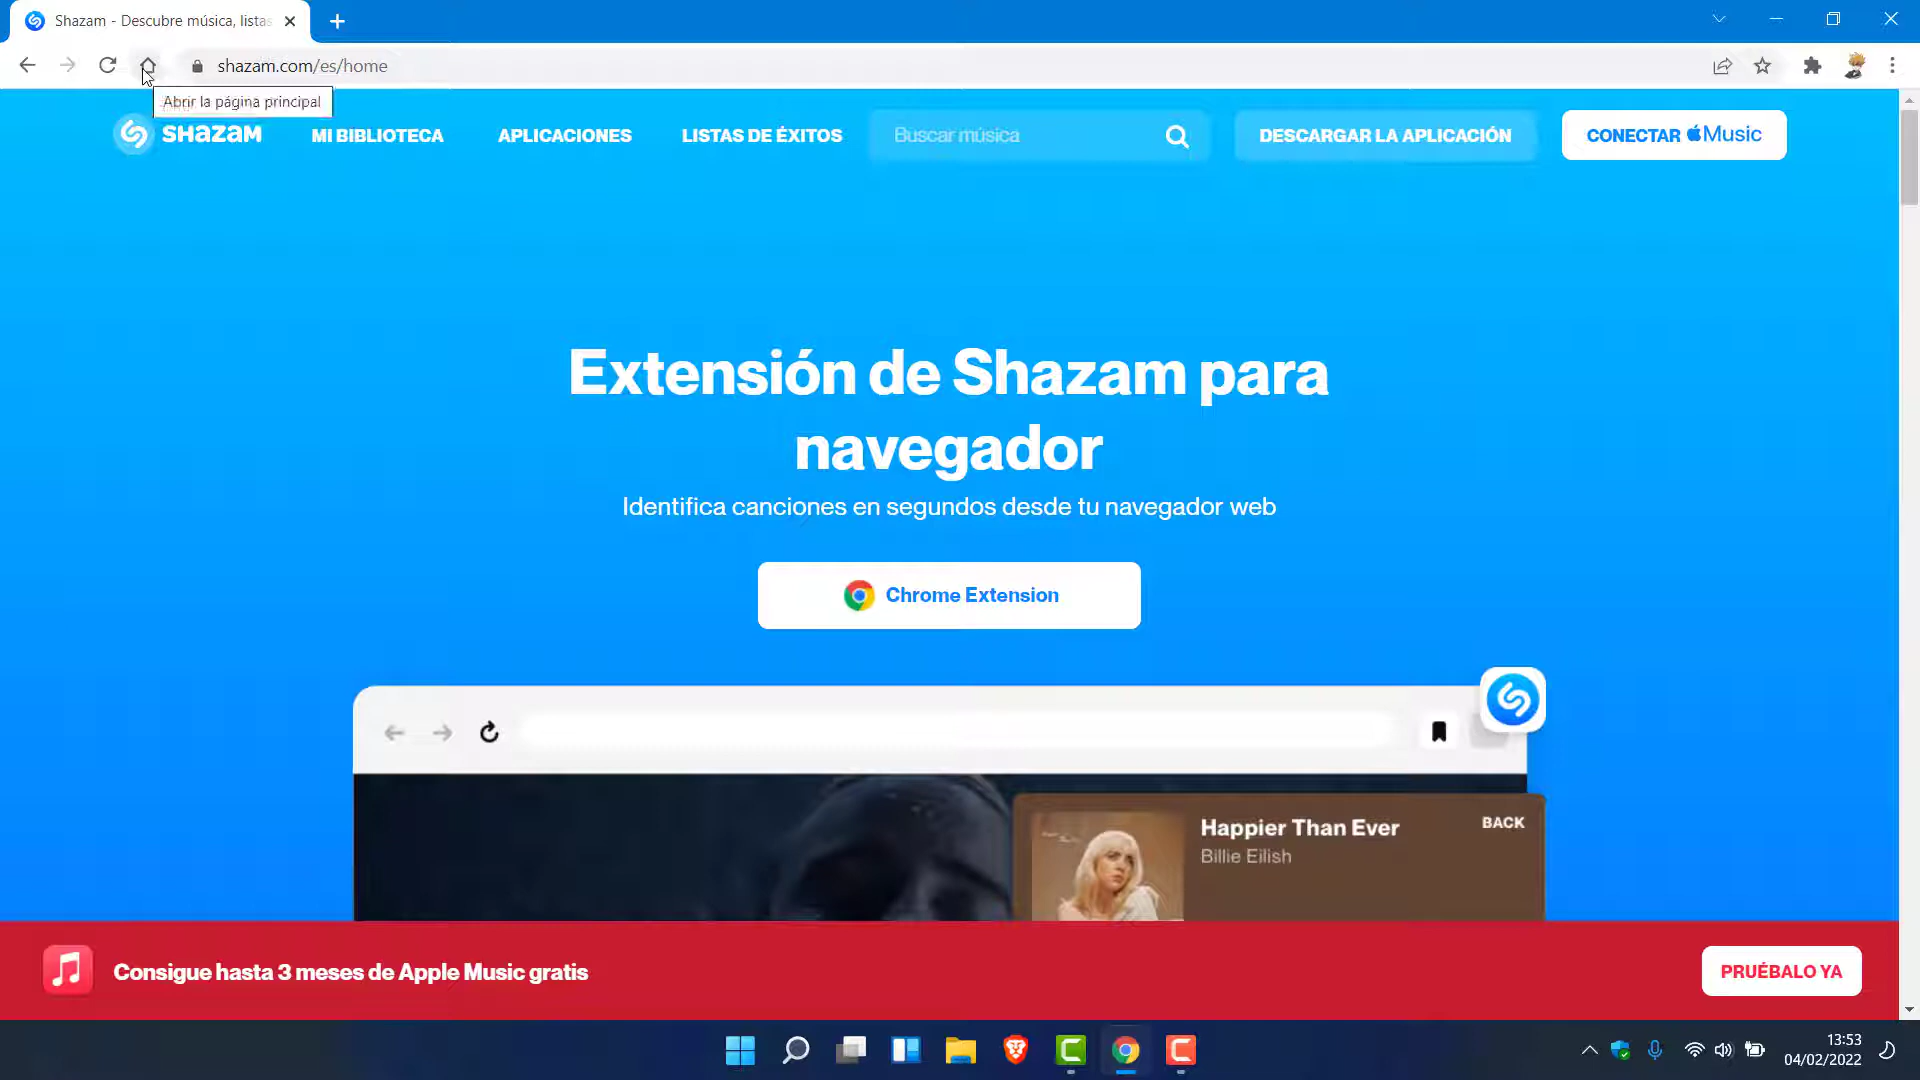 Shazam - Descubre música, listas
shazam.com/es/home
Abrir la página principal
SHAZAM
MI BIBLIOTECA
APLICACIONES
LISTAS DE ÉXITOS
Buscar música
DESCARGAR LA APLICACIÓN
CONECTAR Music
Extensión de Shazam para
navegador
Identifica canciones en segundos desde tu navegador web
Chrome Extension
Happier Than Ever
BACK
Billie Eilish
Consigue hasta 3 meses de Apple Music gratis
PRUÉBALO YA
13:53
04/02/2022